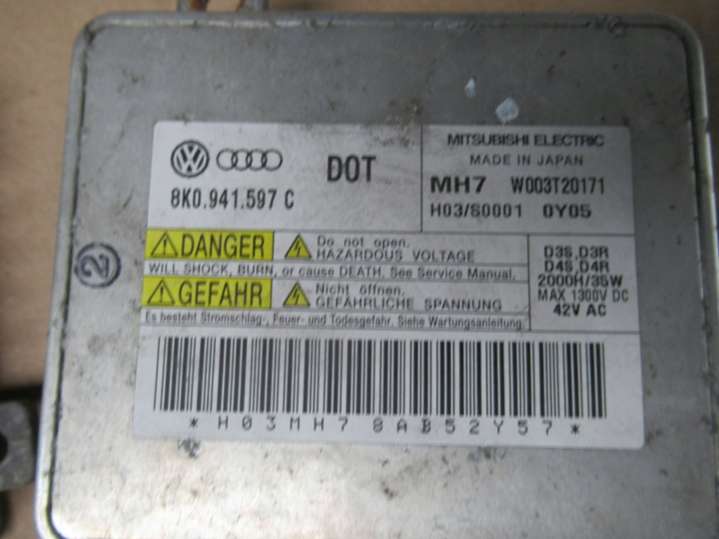 DOT
8K0.941.597 C
MITSUBISHI ELECTRIC
MADE IN JAPAN
MH7 W003T20171
H03/S0001 0Y05
DANGER
Do not open.
HAZARDOUS VOLTAGE
WILL SHOCK, BURN, or cause DEATH. See Service Manual.
GEFAHR
Nicht öffnen.
GEFÄHRLICHE SPANNUNG
Es besteht Stromschlag-, Feuer- und Todesgefahr. Siehe Wartungsanleitung.
D3S,D3R
D4S,D4R
2000H/35W
MAX 1300V DC
42V AC
*H03MH78AB52Y57*
2